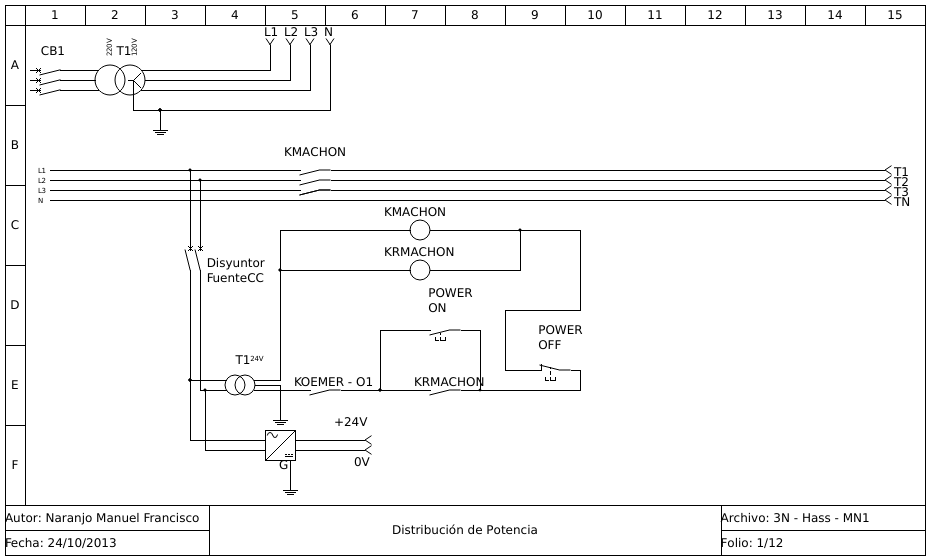 1 2 3 4 5 6 7 8 9 10 11 12 13 14 15
L1 L2 L3 N
CB1 220V T1 120V
A
B
KMACHON
L1 T1
L2 T2
L3 T3
N TN
KMACHON
C
KRMACHON
Disyuntor
FuenteCC
D
POWER
ON
POWER
OFF
T1 24V
E
KOEMER - O1 KRMACHON
+24V
0V
F
G
Autor: Naranjo Manuel Francisco
Fecha: 24/10/2013
Distribución de Potencia
Archivo: 3N - Hass - MN1
Folio: 1/12